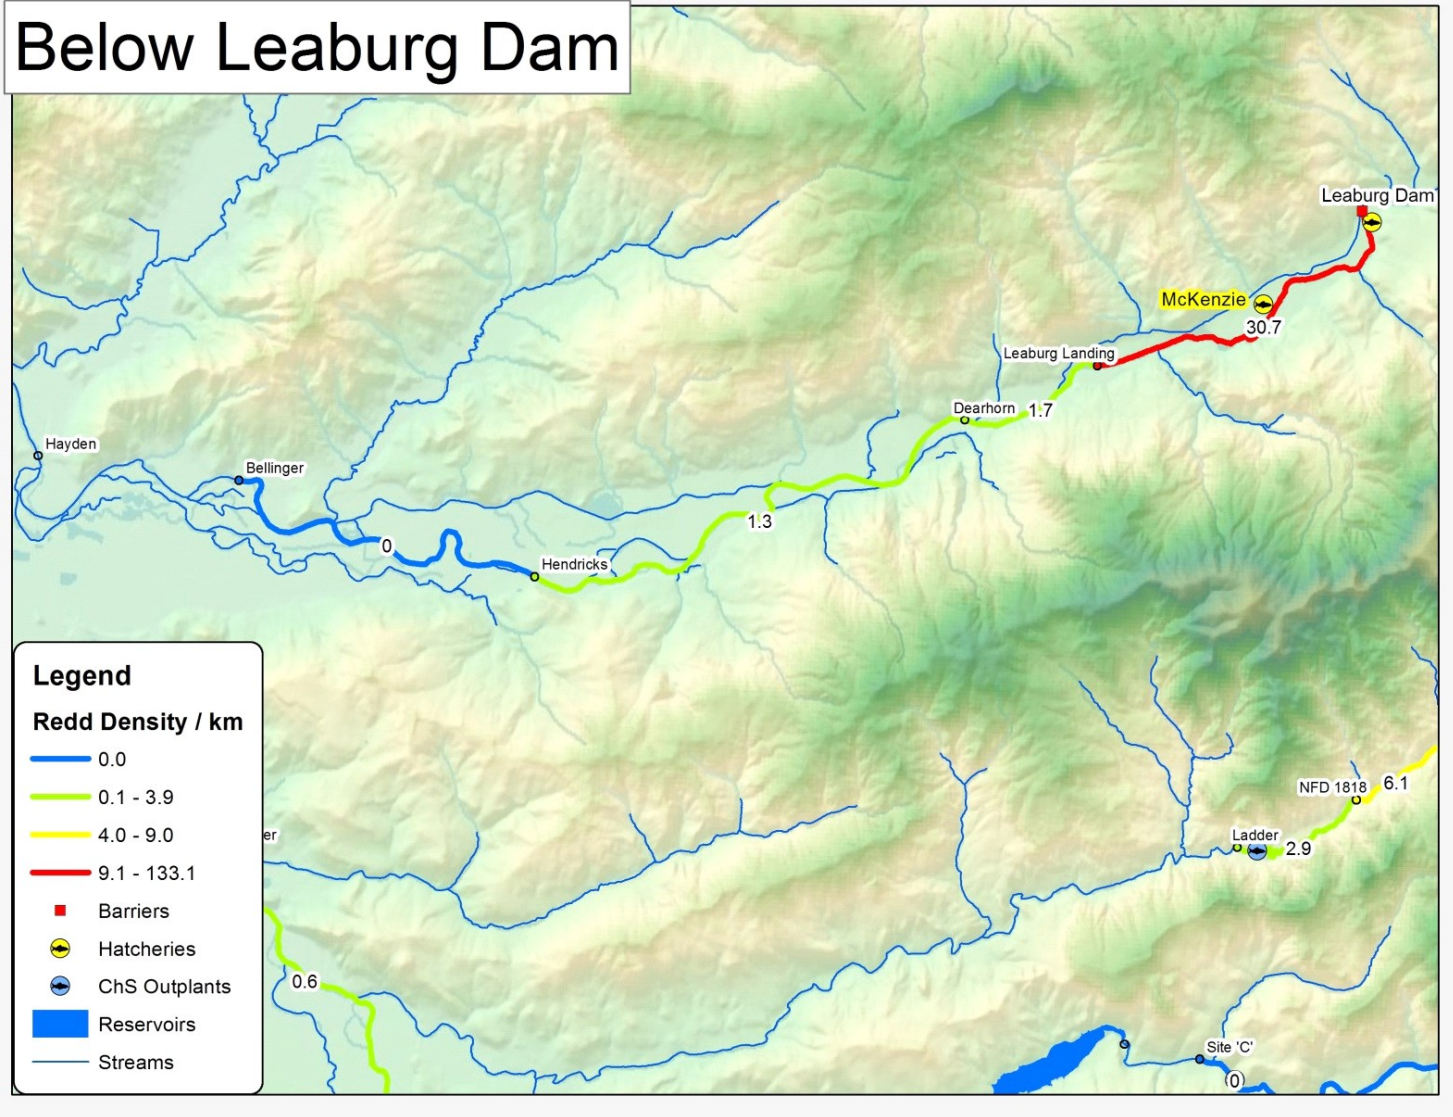 Below Leaburg Dam
Leaburg Dam
McKenzie
30.7
Leaburg Landing
Dearhorn
1.7
Hayden
Bellinger
1.3
0
Hendricks
Legend
Redd Density / km
0.0
0.1 - 3.9
4.0 - 9.0
9.1 - 133.1
Barriers
Hatcheries
ChS Outplants
Reservoirs
Streams
er
NFD 1818
6.1
Ladder
2.9
0.6
Site 'C'
0